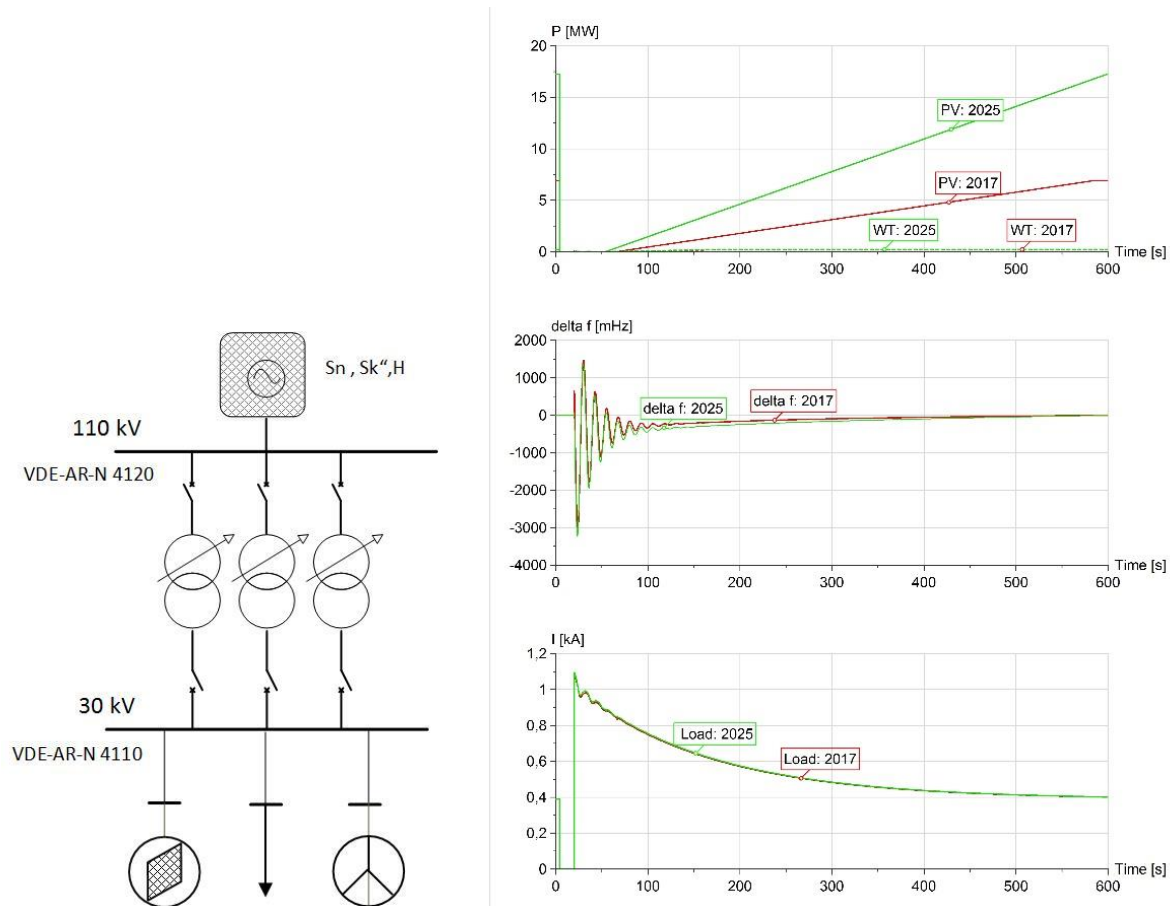 Sn , Sk“,H
110 kV
VDE-AR-N 4120
30 kV
VDE-AR-N 4110
P [MW]
20
15
10
5
0
PV: 2025
PV: 2017
WT: 2025
WT: 2017
Time [s]
0
100
200
300
400
500
600
delta f [mHz]
2000
1000
0
-1000
-2000
-3000
-4000
delta f: 2025
delta f: 2017
Time [s]
0
100
200
300
400
500
600
I [kA]
1,2
1
0,8
0,6
0,4
0,2
0
Load: 2025
Load: 2017
Time [s]
0
100
200
300
400
500
600